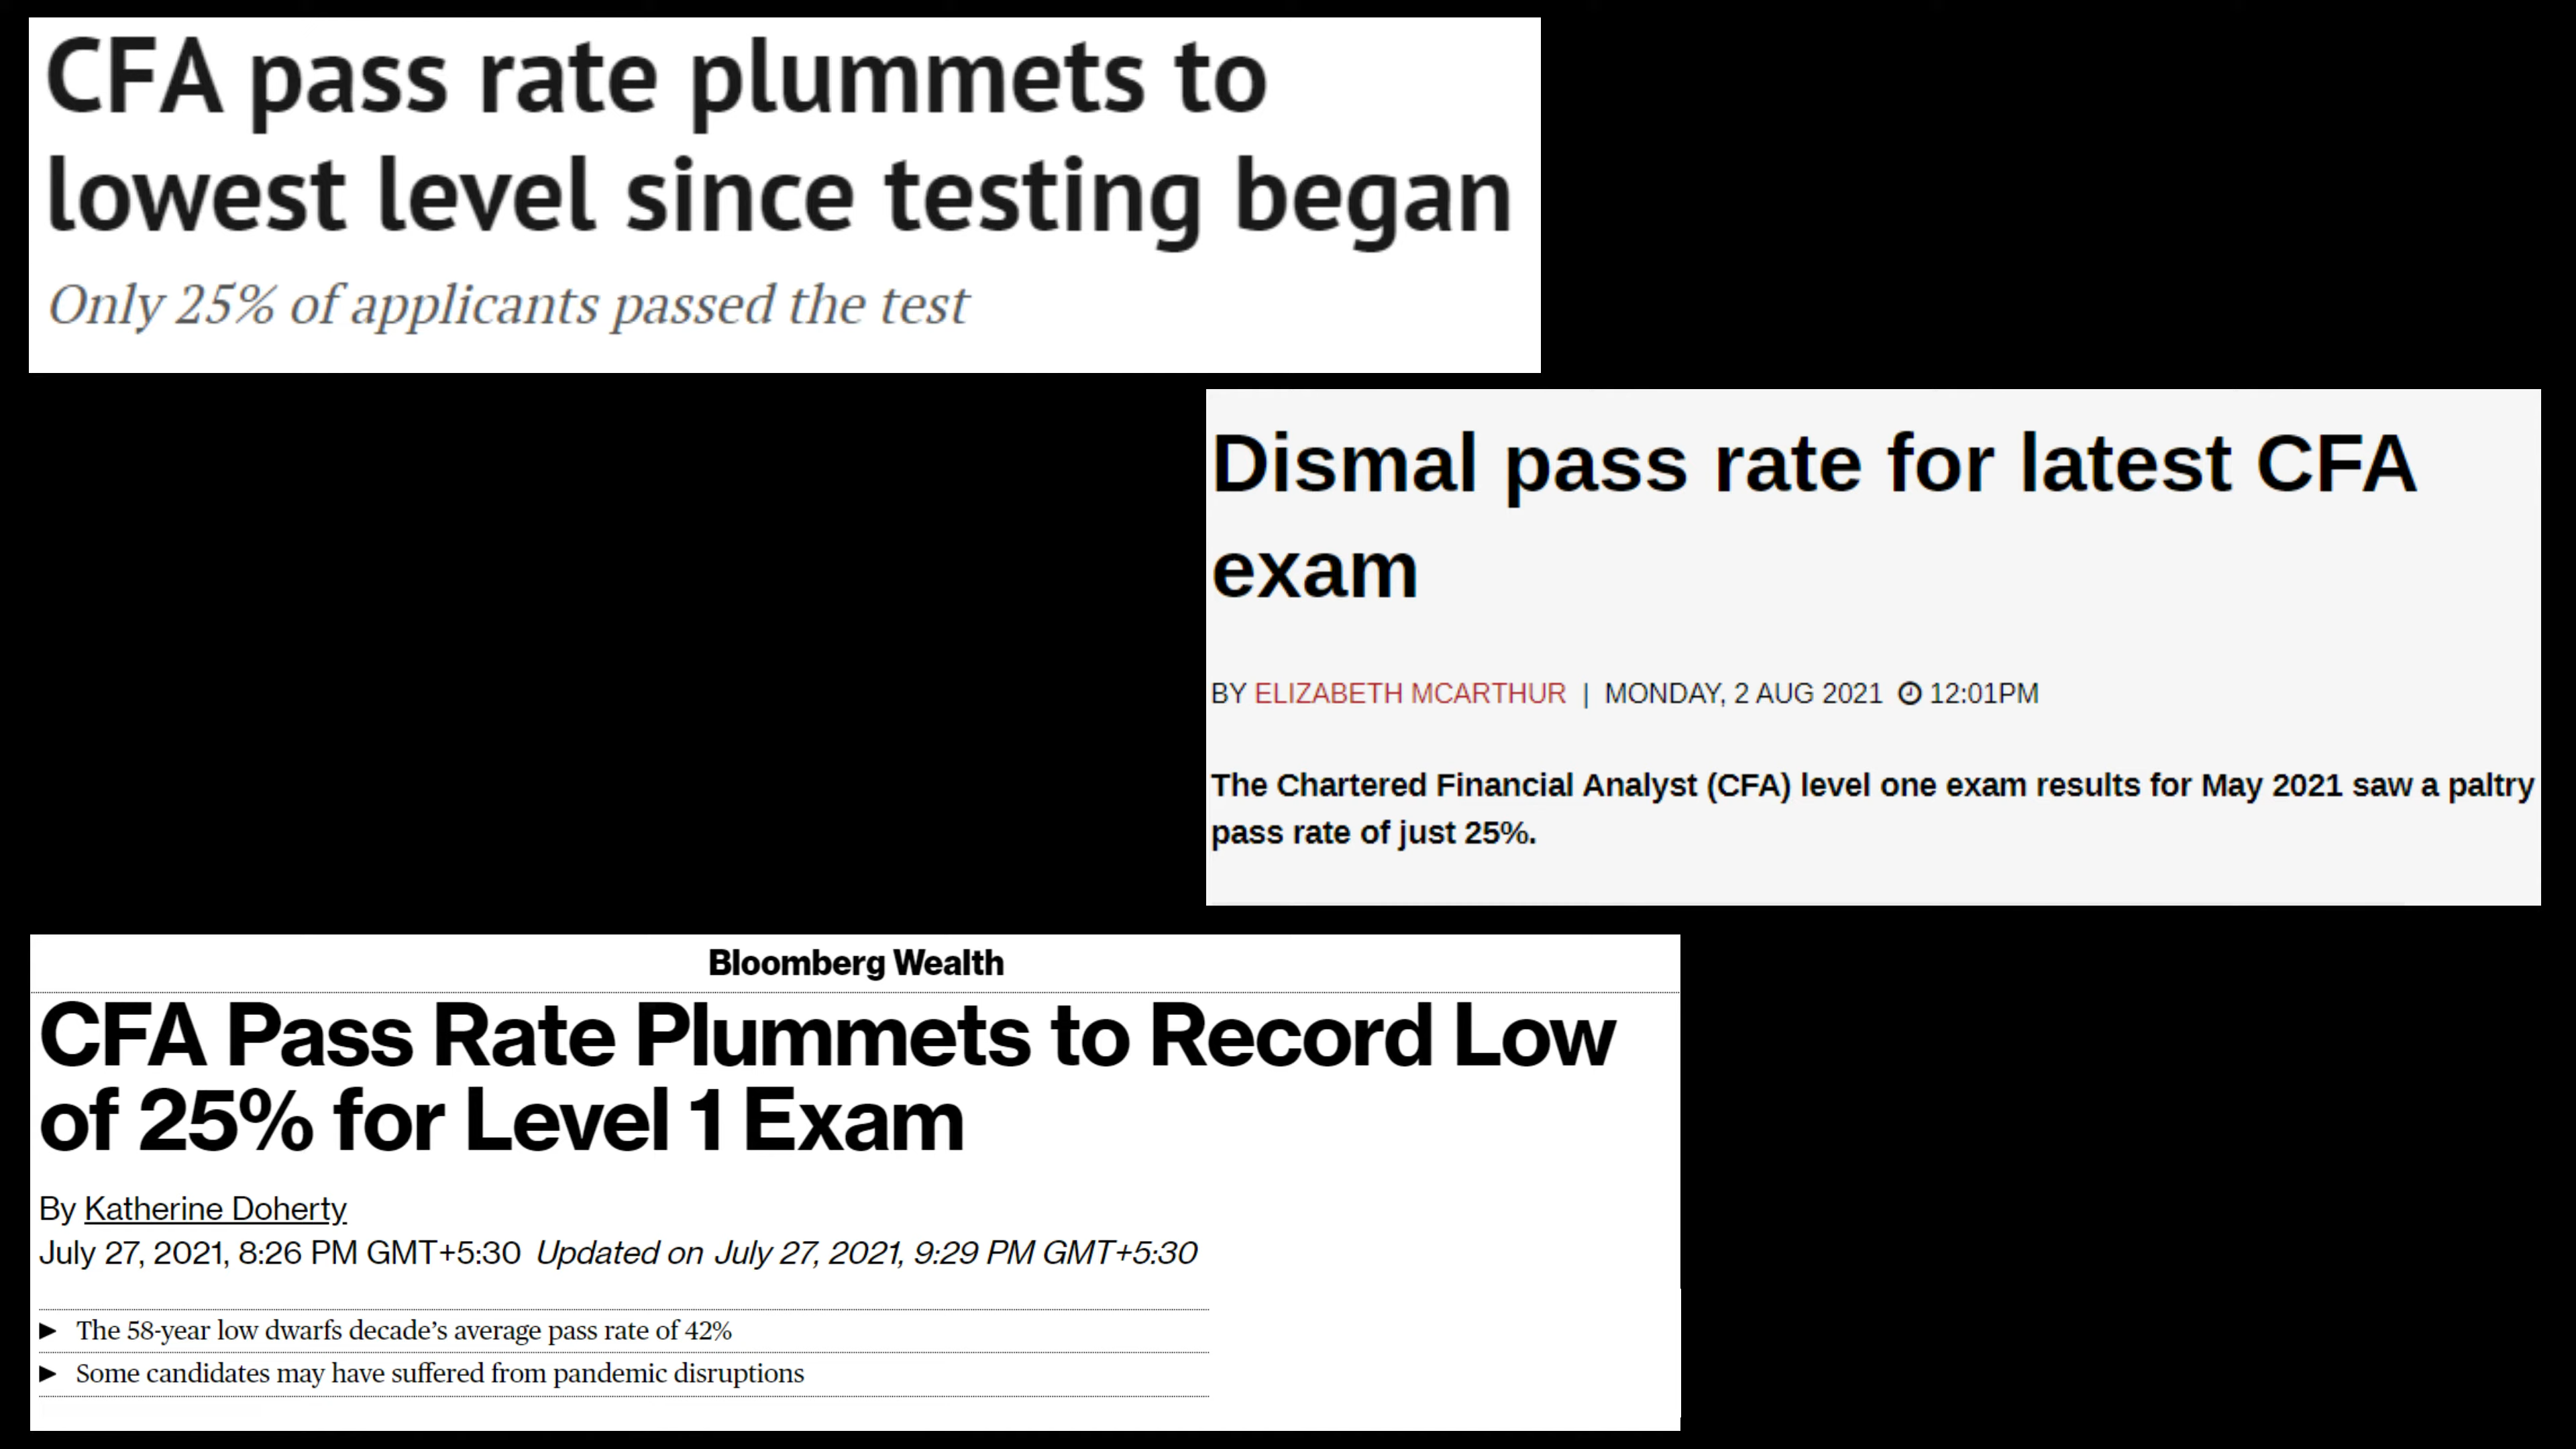 CFA pass rate plummets to
lowest level since testing began
Only 25% of applicants passed the test
Dismal pass rate for latest CFA
exam
BY ELIZABETH MCARTHUR | MONDAY, 2 AUG 2021 12:01PM
The Chartered Financial Analyst (CFA) level one exam results for May 2021 saw a paltry
pass rate of just 25%.
Bloomberg Wealth
CFA Pass Rate Plummets to Record Low
of 25% for Level 1 Exam
By Katherine Doherty
July 27, 2021, 8:26 PM GMT+5:30 Updated on July 27, 2021, 9:29 PM GMT+5:30
► The 58-year low dwarfs decade’s average pass rate of 42%
► Some candidates may have suffered from pandemic disruptions